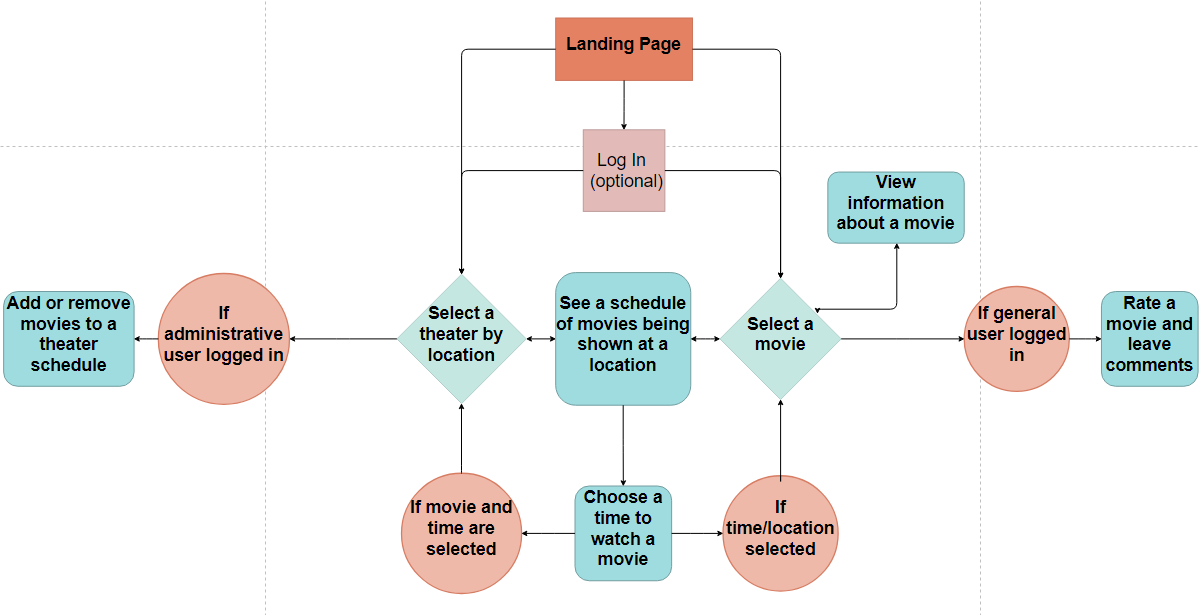 Landing Page
Log In
(optional)
View
information
about a movie
Add or remove
movies to a
theater
schedule
If
administrative
user logged in
Select a
theater by
location
See a schedule
of movies being
shown at a
location
Select a
movie
If general
user logged
in
Rate a
movie and
leave
comments
If movie and
time are
selected
Choose a
time to
watch a
movie
If
time/location
selected